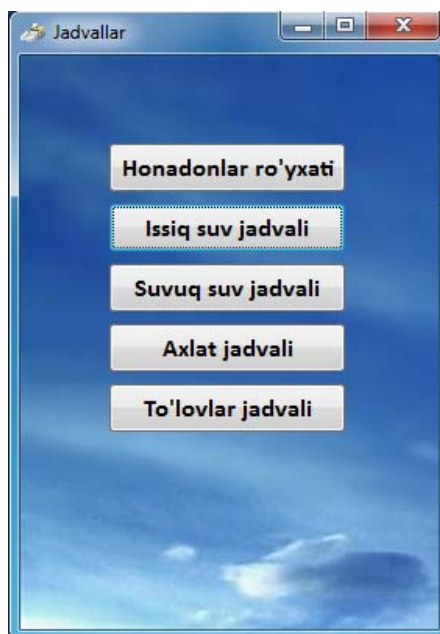 Jadvallar
Honadonlar ro'yxati
Issiq suv jadvali
Suvuq suv jadvali
Axlat jadvali
To'lovlar jadvali